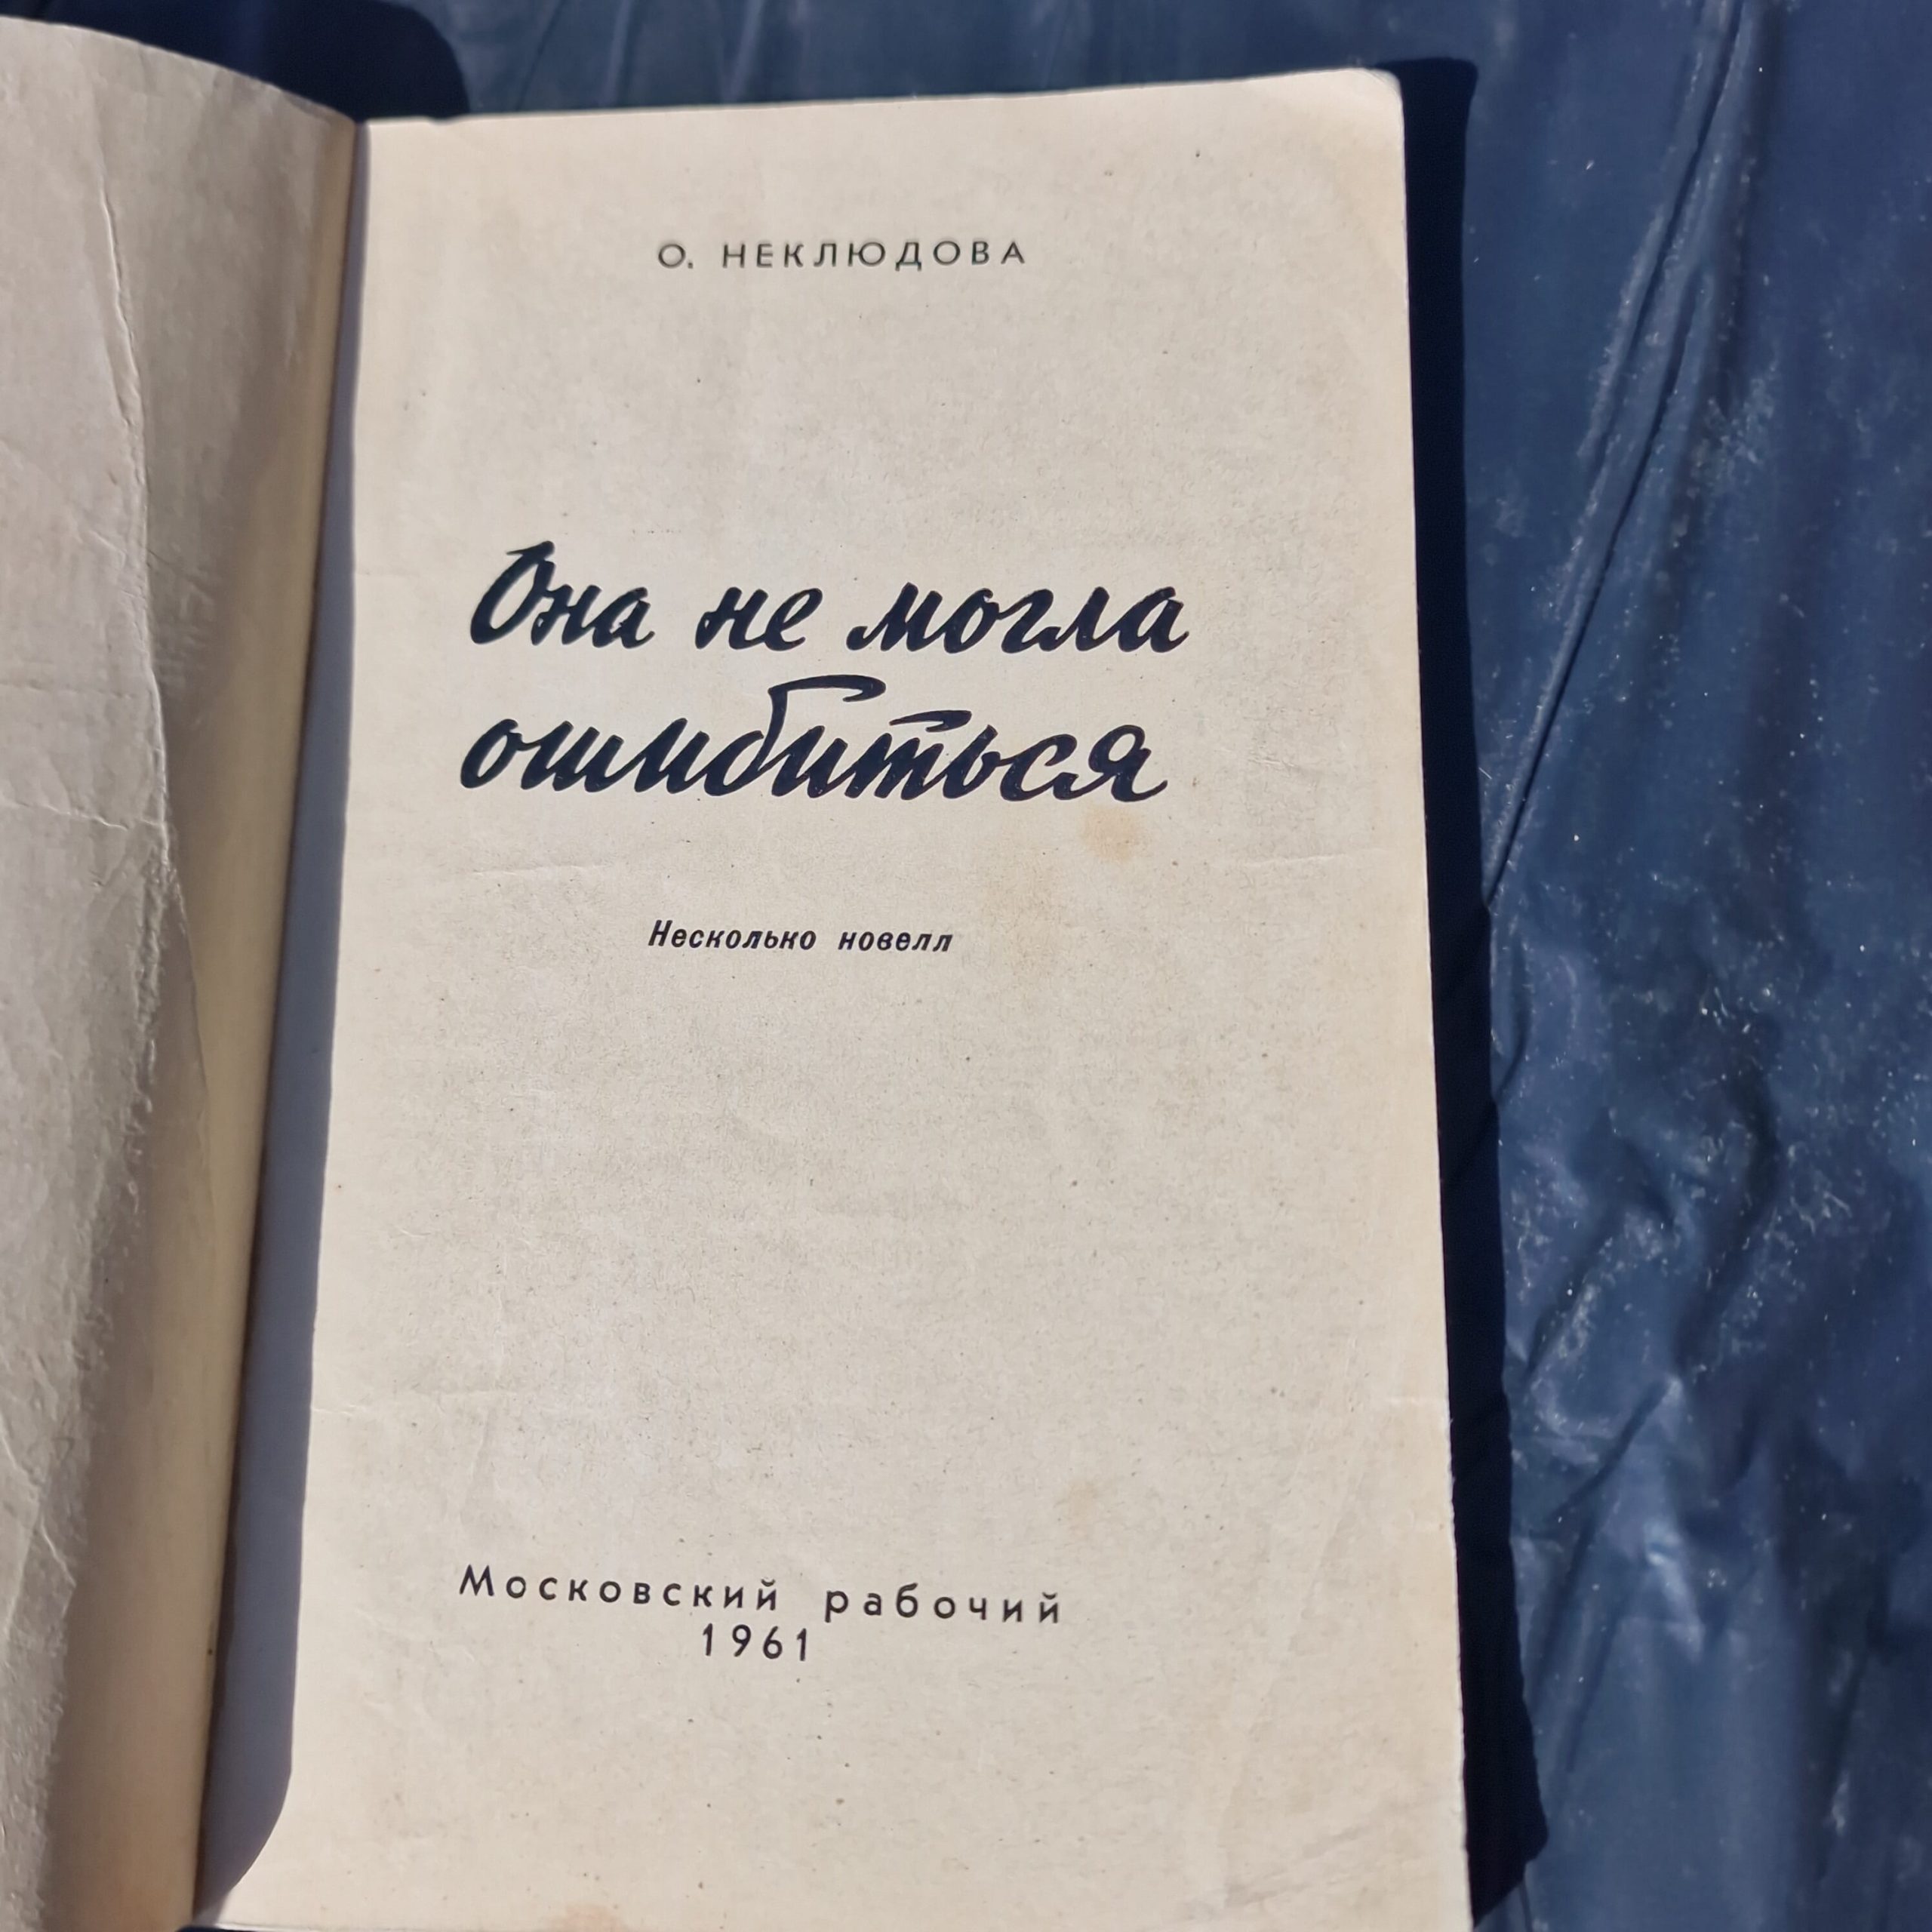 О. НЕКЛЮДОВА
Она не могла
ошибиться
Несколько новелл
Московский рабочий
1961